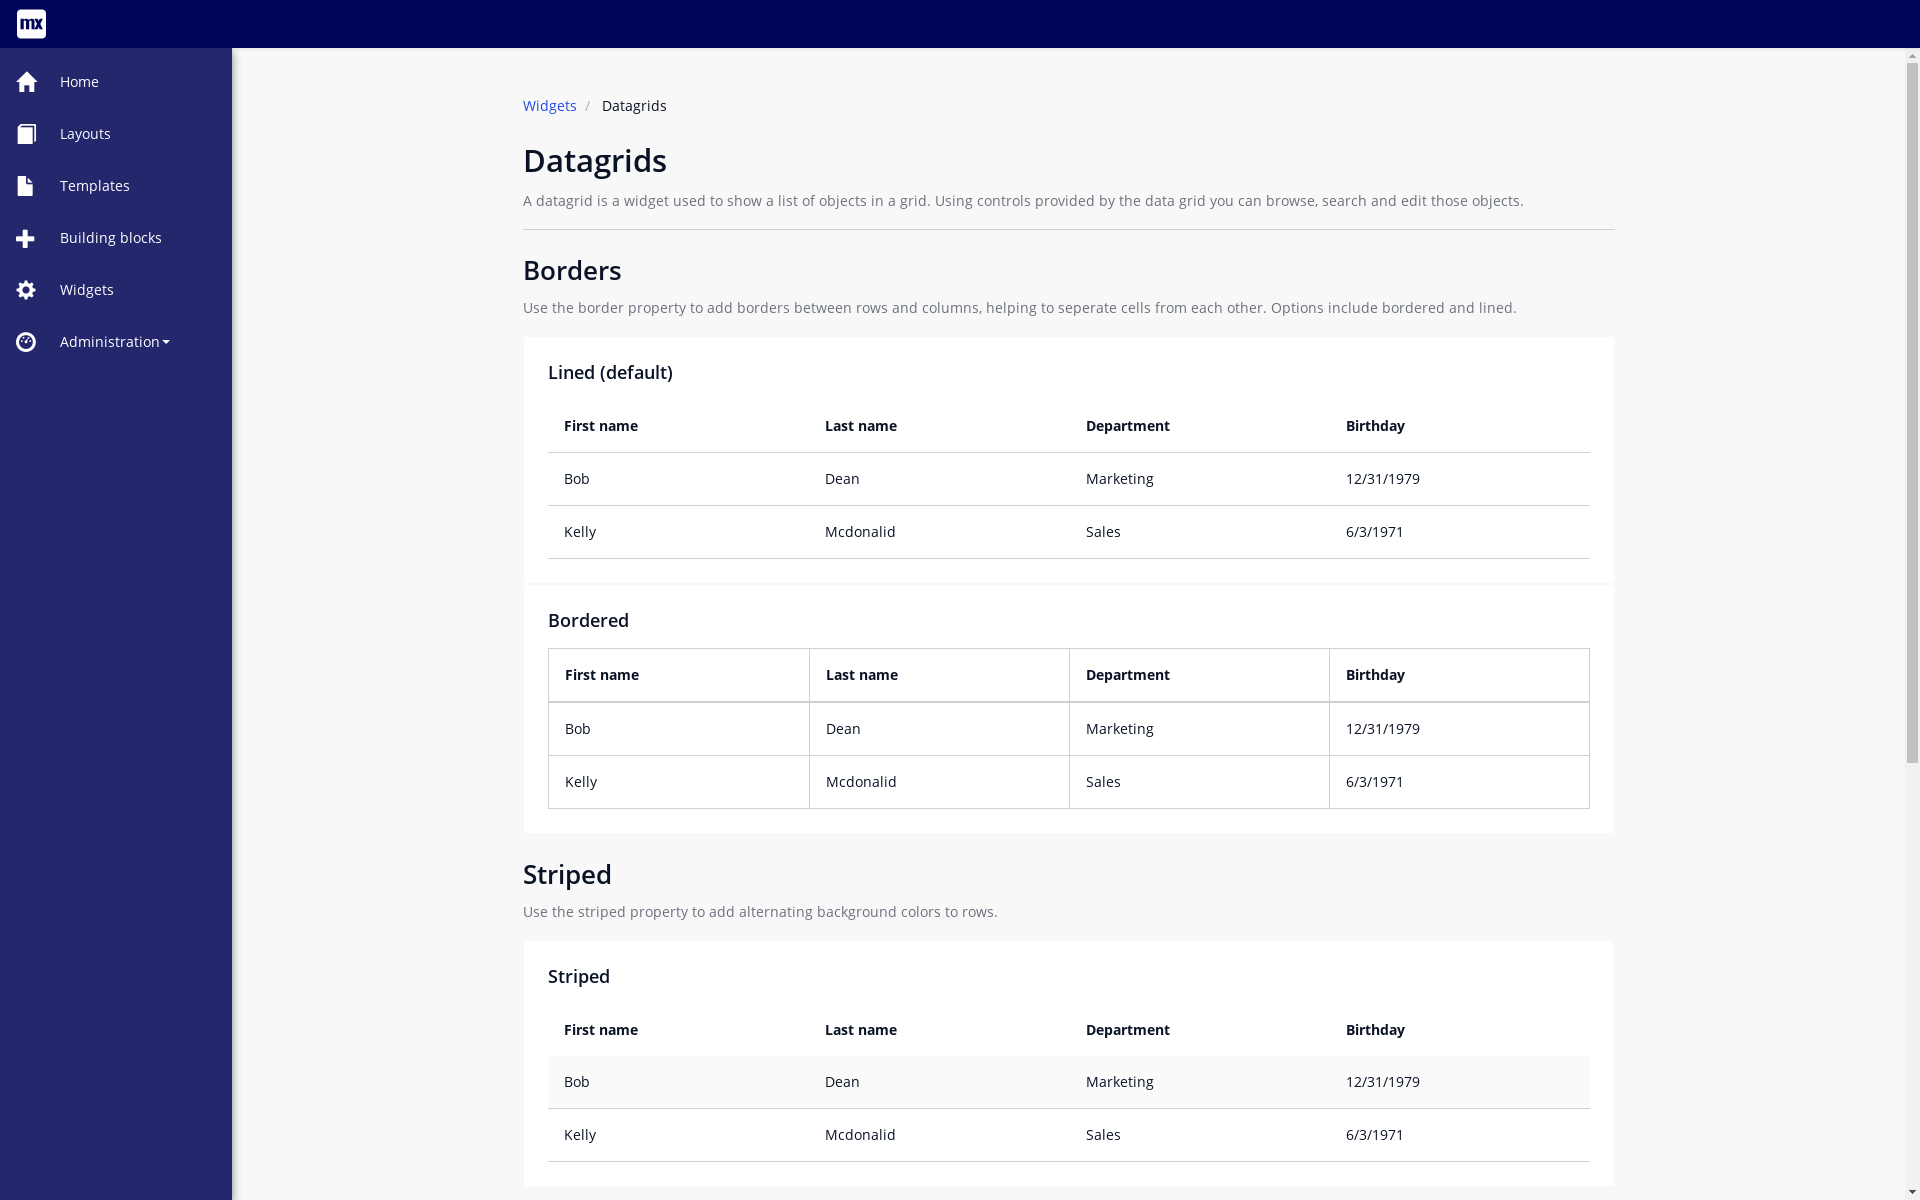 mx
Home
Layouts
Templates
Building blocks
Widgets
Administration
Widgets / Datagrids
Datagrids
A datagrid is a widget used to show a list of objects in a grid. Using controls provided by the data grid you can browse, search and edit those objects.
Borders
Use the border property to add borders between rows and columns, helping to seperate cells from each other. Options include bordered and lined.
Lined (default)
First name Last name Department Birthday
Bob Dean Marketing 12/31/1979
Kelly Mcdonalid Sales 6/3/1971
Bordered
First name Last name Department Birthday
Bob Dean Marketing 12/31/1979
Kelly Mcdonalid Sales 6/3/1971
Striped
Use the striped property to add alternating background colors to rows.
Striped
First name Last name Department Birthday
Bob Dean Marketing 12/31/1979
Kelly Mcdonalid Sales 6/3/1971